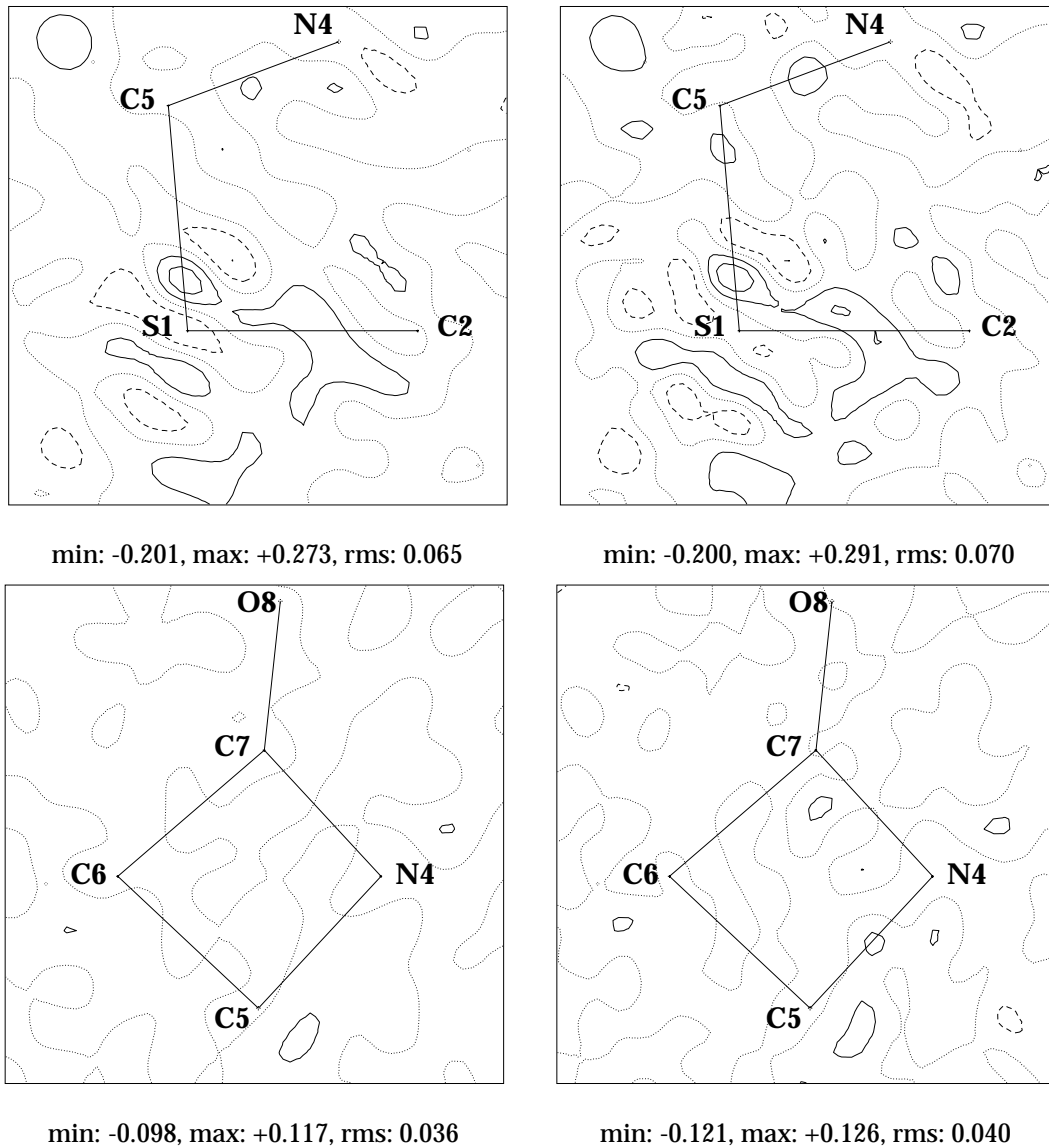 N4
N4
C5
C5
S1
C2
S1
C2
min: -0.201, max: +0.273, rms: 0.065
min: -0.200, max: +0.291, rms: 0.070
O8
O8
C7
C7
C6
N4
C6
N4
C5
C5
min: -0.098, max: +0.117, rms: 0.036
min: -0.121, max: +0.126, rms: 0.040